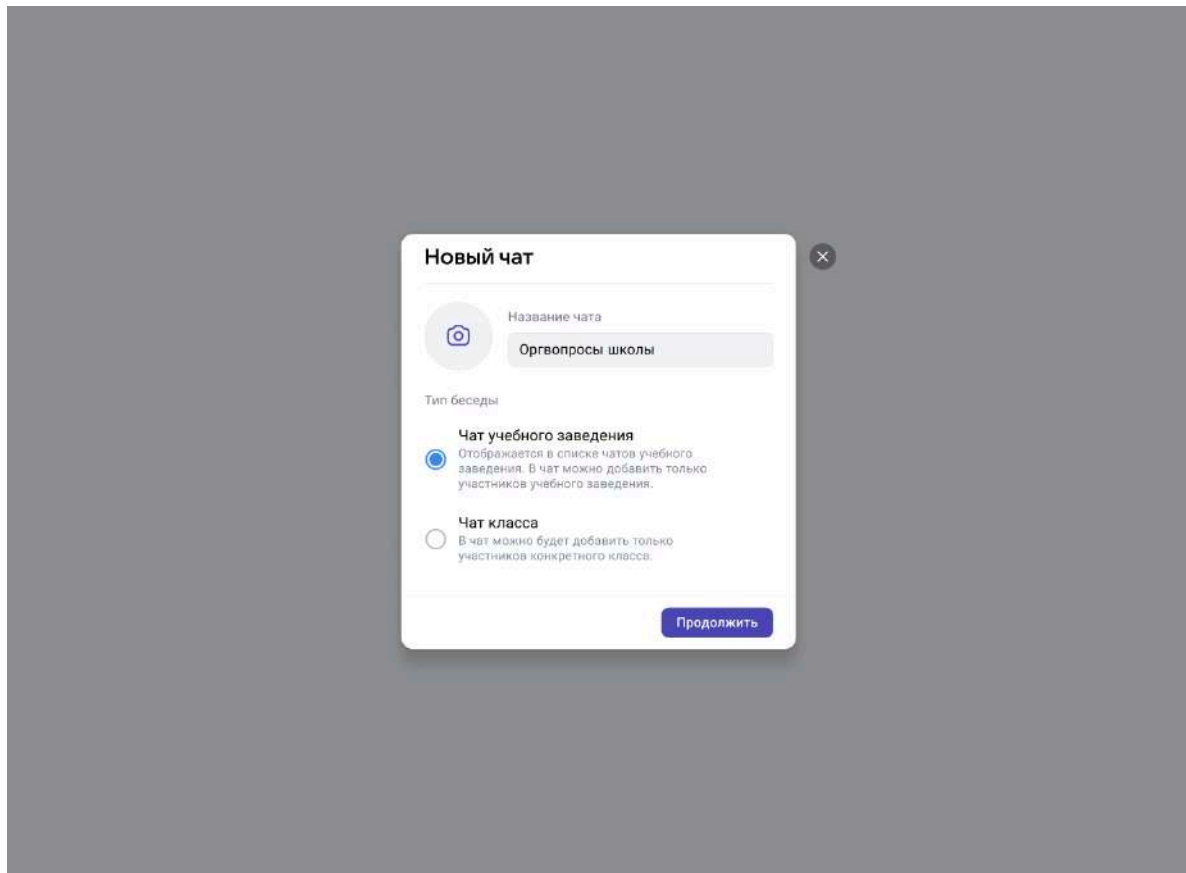 Новый чат
Название чата
Оргвопросы школы
Тип беседы
Чат учебного заведения
Отображается в списке чатов учебного
заведения. В чат можно добавить только
участников учебного заведения.
Чат класса
В чат можно будет добавить только
участников конкретного класса.
Продолжить